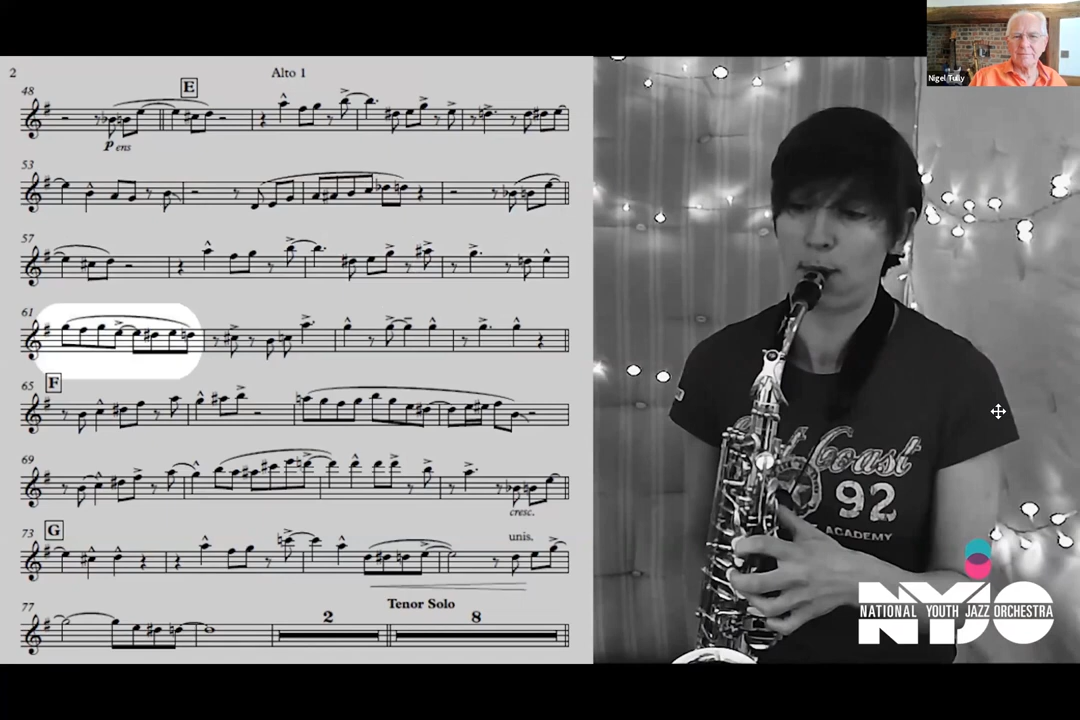 2
Alto 1
48
E
p ens
53
57
61
65
F
69
cresc.
73
G
unis.
77
Tenor Solo
2
8
Coast
92
ACADEMY
Nigel Tully
NYJO
NATIONAL YOUTH JAZZ ORCHESTRA